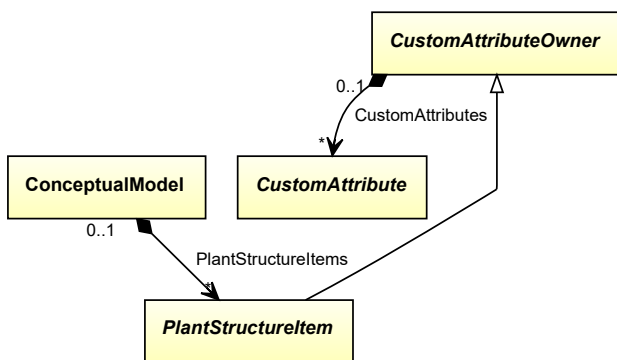 CustomAttributeOwner
0..1
CustomAttributes
*
ConceptualModel
CustomAttribute
0..1
PlantStructureItems
*
PlantStructureItem